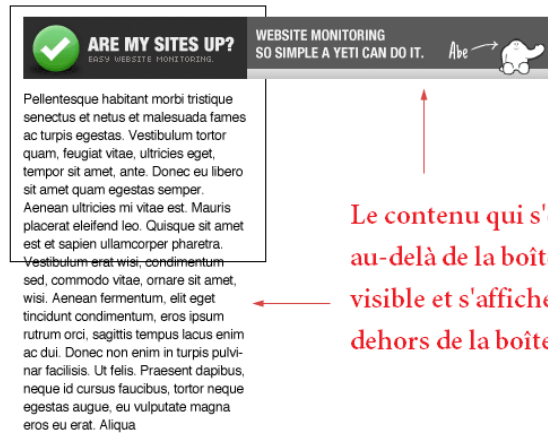 ARE MY SITES UP?
EASY WEBSITE MONITORING.
WEBSITE MONITORING
SO SIMPLE A YETI CAN DO IT.
Abe
Pellentesque habitant morbi tristique
senectus et netus et malesuada fames
ac turpis egestas. Vestibulum tortor
quam, feugiat vitae, ultricies eget,
tempor sit amet, ante. Donec eu libero
sit amet quam egestas semper.
Aenean ultricies mi vitae est. Mauris
placerat eleifend leo. Quisque sit amet
est et sapien ullamcorper pharetra.
Vestibulum erat wisi, condimentum
sed, commodo vitae, ornare sit amet,
wisi. Aenean fermentum, elit eget
tincidunt condimentum, eros ipsum
rutrum orci, sagittis tempus lacus enim
ac dui. Donec non enim in turpis pulvi-
nar facilisis. Ut felis. Praesent dapibus,
neque id cursus faucibus, tortor neque
egestas augue, eu vulputate magna
eros eu erat. Aliqua
Le contenu qui s'
au-delà de la boît
visible et s'affiche
dehors de la boîte